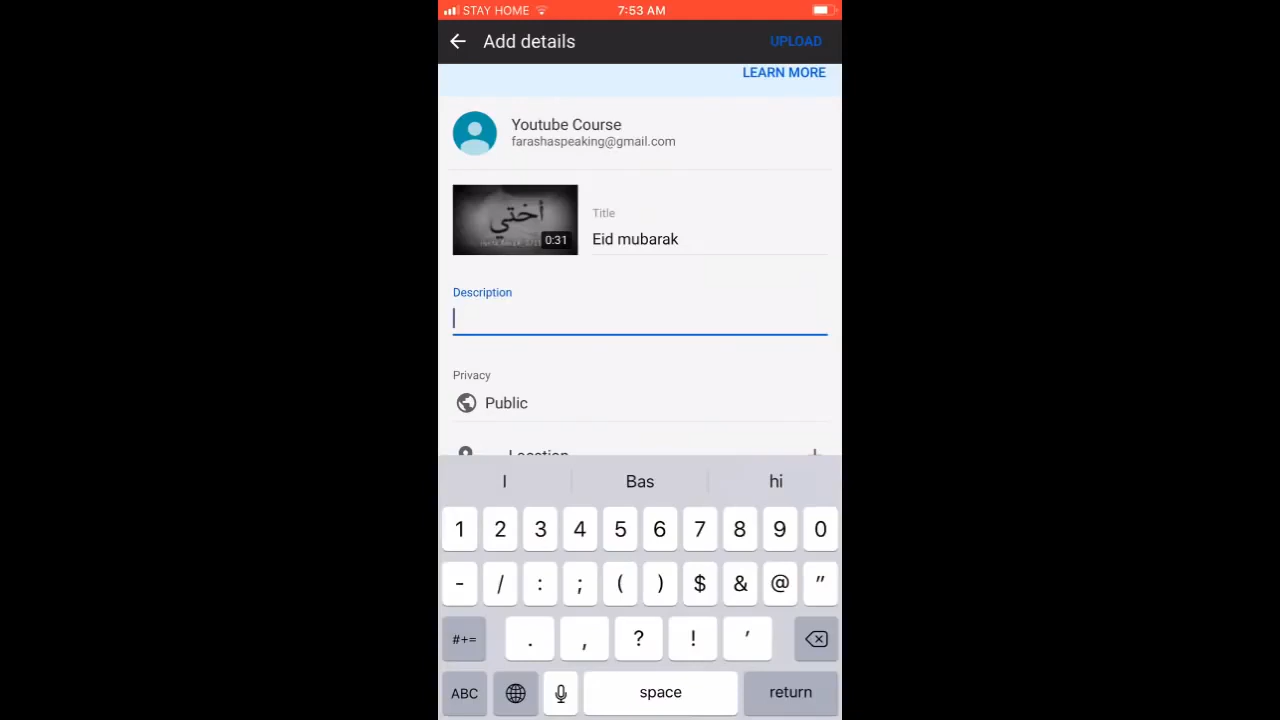 STAY HOME 7:53 AM
Add details UPLOAD
LEARN MORE
Youtube Course
farashaspeaking@gmail.com
أختي
0:31
Title
Eid mubarak
Description
Privacy
Public
Location
I Bas hi
1 2 3 4 5 6 7 8 9 0
- / : ; ( ) $ & @ "
#+= . , ? ! '
ABC space return